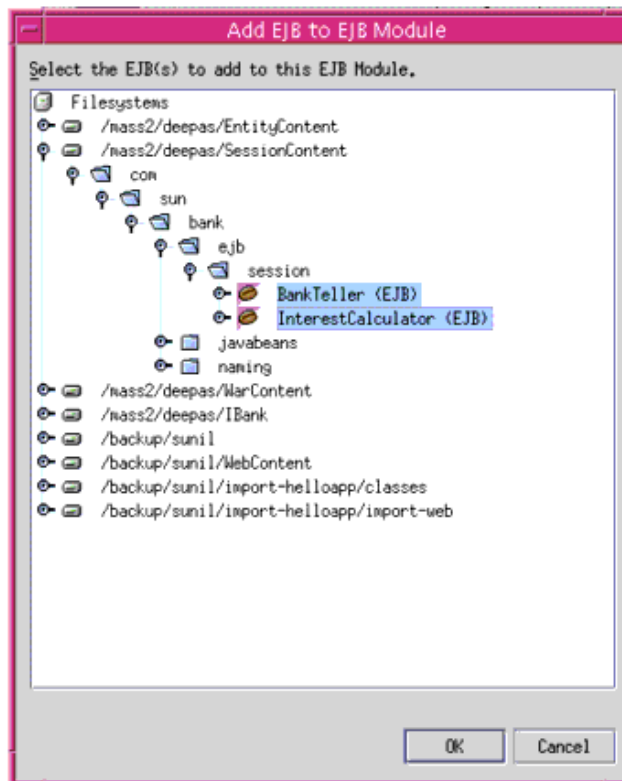 Add EJB to EJB Module
Select the EJB(s) to add to this EJB Module.
Filesystems
/mass2/deepas/EntityContent
/mass2/deepas/SessionContent
com
sun
bank
ejb
session
BankTeller (EJB)
InterestCalculator (EJB)
javabeans
naming
/mass2/deepas/WarContent
/mass2/deepas/IBank
/backup/sunil
/backup/sunil/WebContent
/backup/sunil/import-helloapp/classes
/backup/sunil/import-helloapp/import-web
OK Cancel